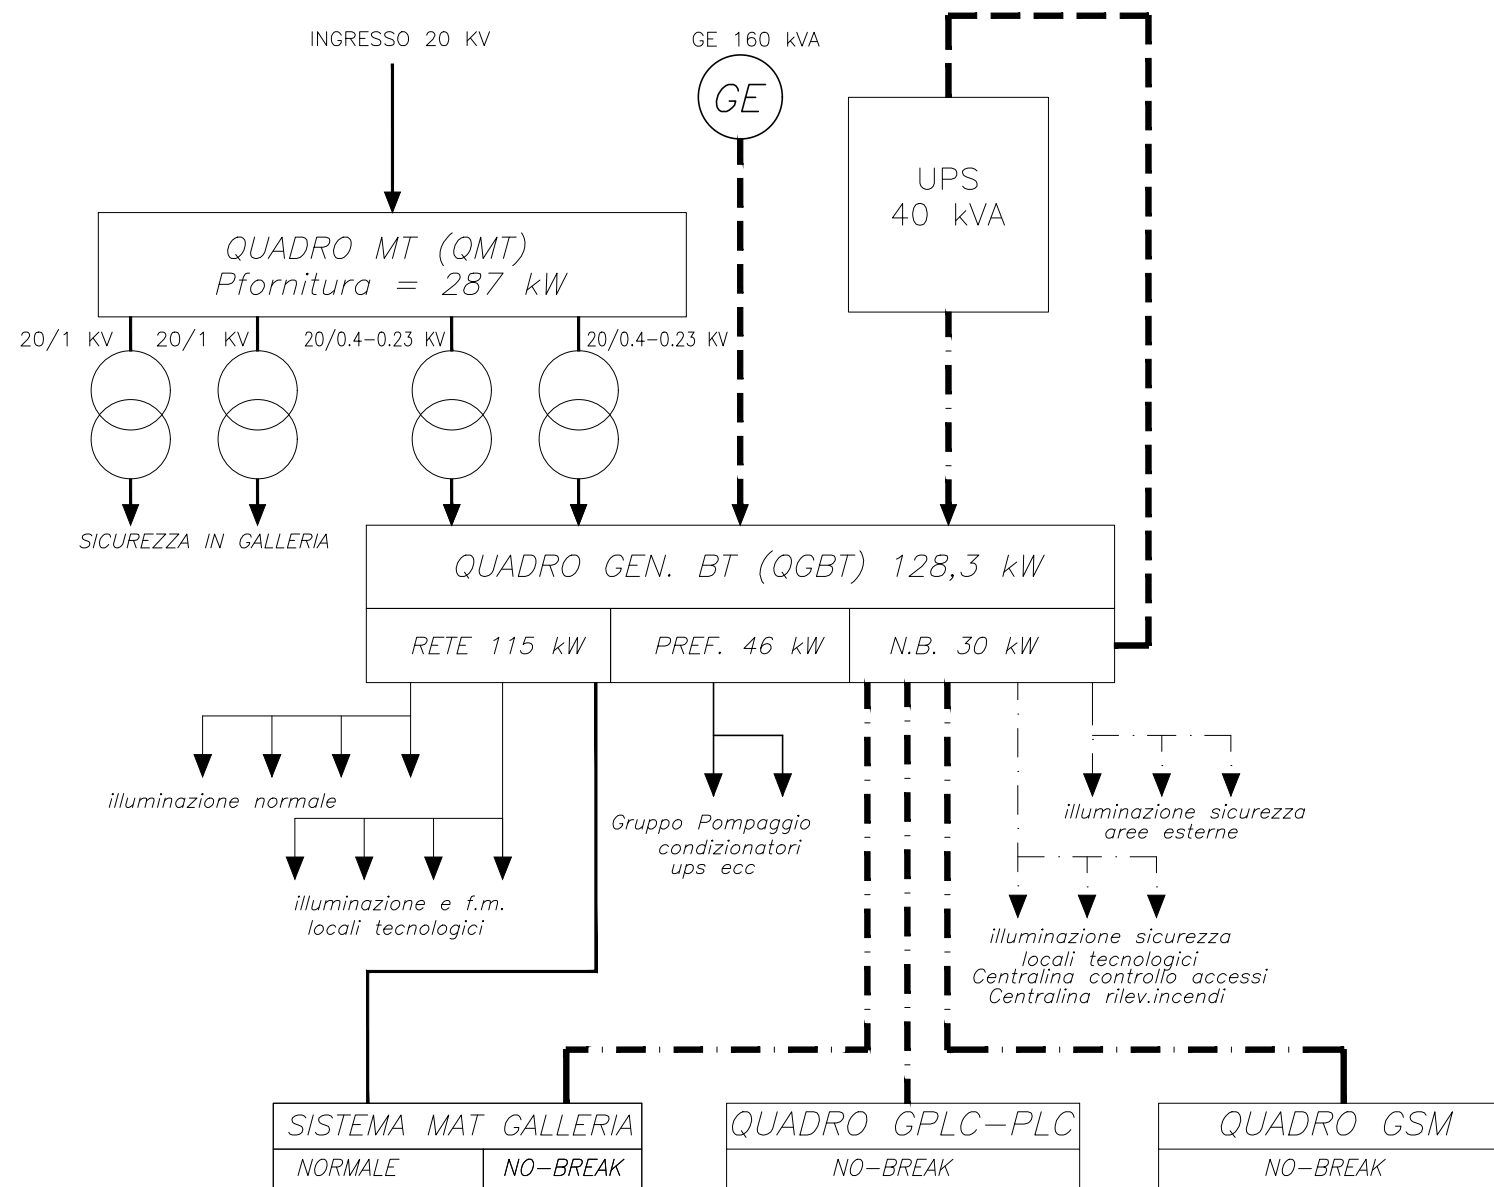 INGRESSO 20 KV
GE 160 kVA
GE
UPS
40 kVA
QUADRO MT (QMT)
Pfornitura = 287 kW
20/1 KV
20/1 KV
20/0.4-0.23 KV
20/0.4-0.23 KV
SICUREZZA IN GALLERIA
QUADRO GEN. BT (QGBT) 128,3 kW
RETE 115 kW
PREF. 46 kW
N.B. 30 kW
illuminazione normale
illuminazione e f.m.
locali tecnologici
Gruppo Pompaggio
condizionatori
ups ecc
illuminazione sicurezza
aree esterne
illuminazione sicurezza
locali tecnologici
Centralina controllo accessi
Centralina rilev.incendi
SISTEMA MAT GALLERIA
NORMALE
NO-BREAK
QUADRO GPLC-PLC
NO-BREAK
QUADRO GSM
NO-BREAK